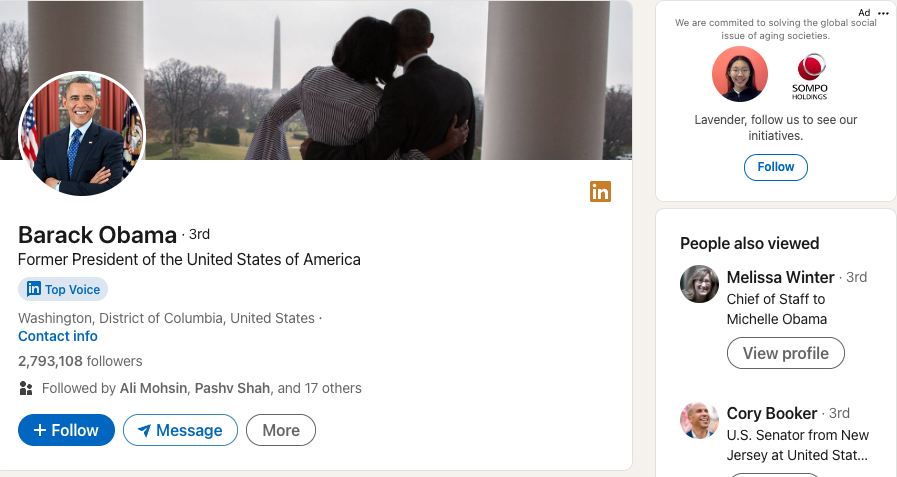 Barack Obama · 3rd
Former President of the United States of America
in Top Voice
Washington, District of Columbia, United States ·
Contact info
2,793,108 followers
Followed by Ali Mohsin, Pashv Shah, and 17 others
+ Follow
Message
More
in
Ad ···
We are commited to solving the global social
issue of aging societies.
SOMPO
HOLDINGS
Lavender, follow us to see our
initiatives.
Follow
People also viewed
Melissa Winter · 3rd
Chief of Staff to
Michelle Obama
View profile
Cory Booker · 3rd
U.S. Senator from New
Jersey at United Stat...